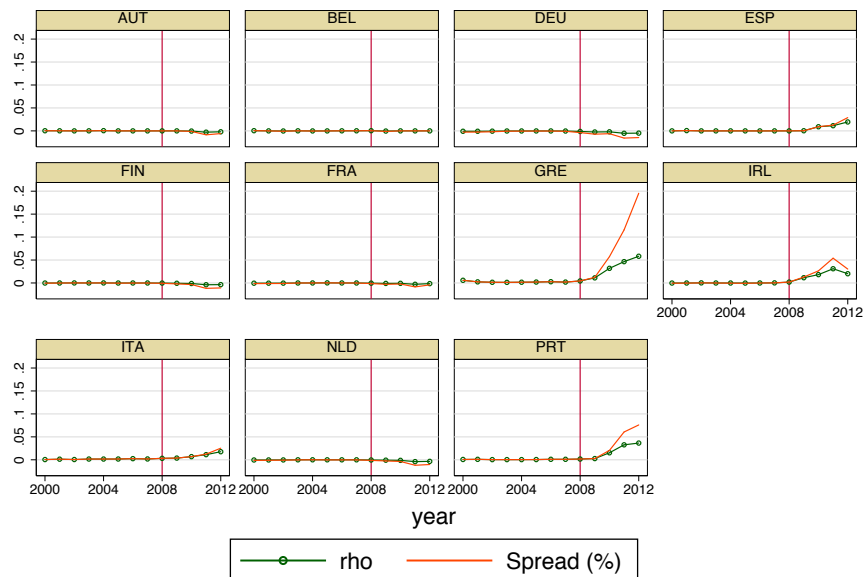 AUT BEL DEU ESP
.2
.15
.1
.05
0
FIN FRA GRE IRL
.2
.15
.1
.05
0
2000 2004 2008 2012
ITA NLD PRT
.2
.15
.1
.05
0
2000 2004 2008 2012 2000 2004 2008 2012 2000 2004 2008 2012
year
rho Spread (%)